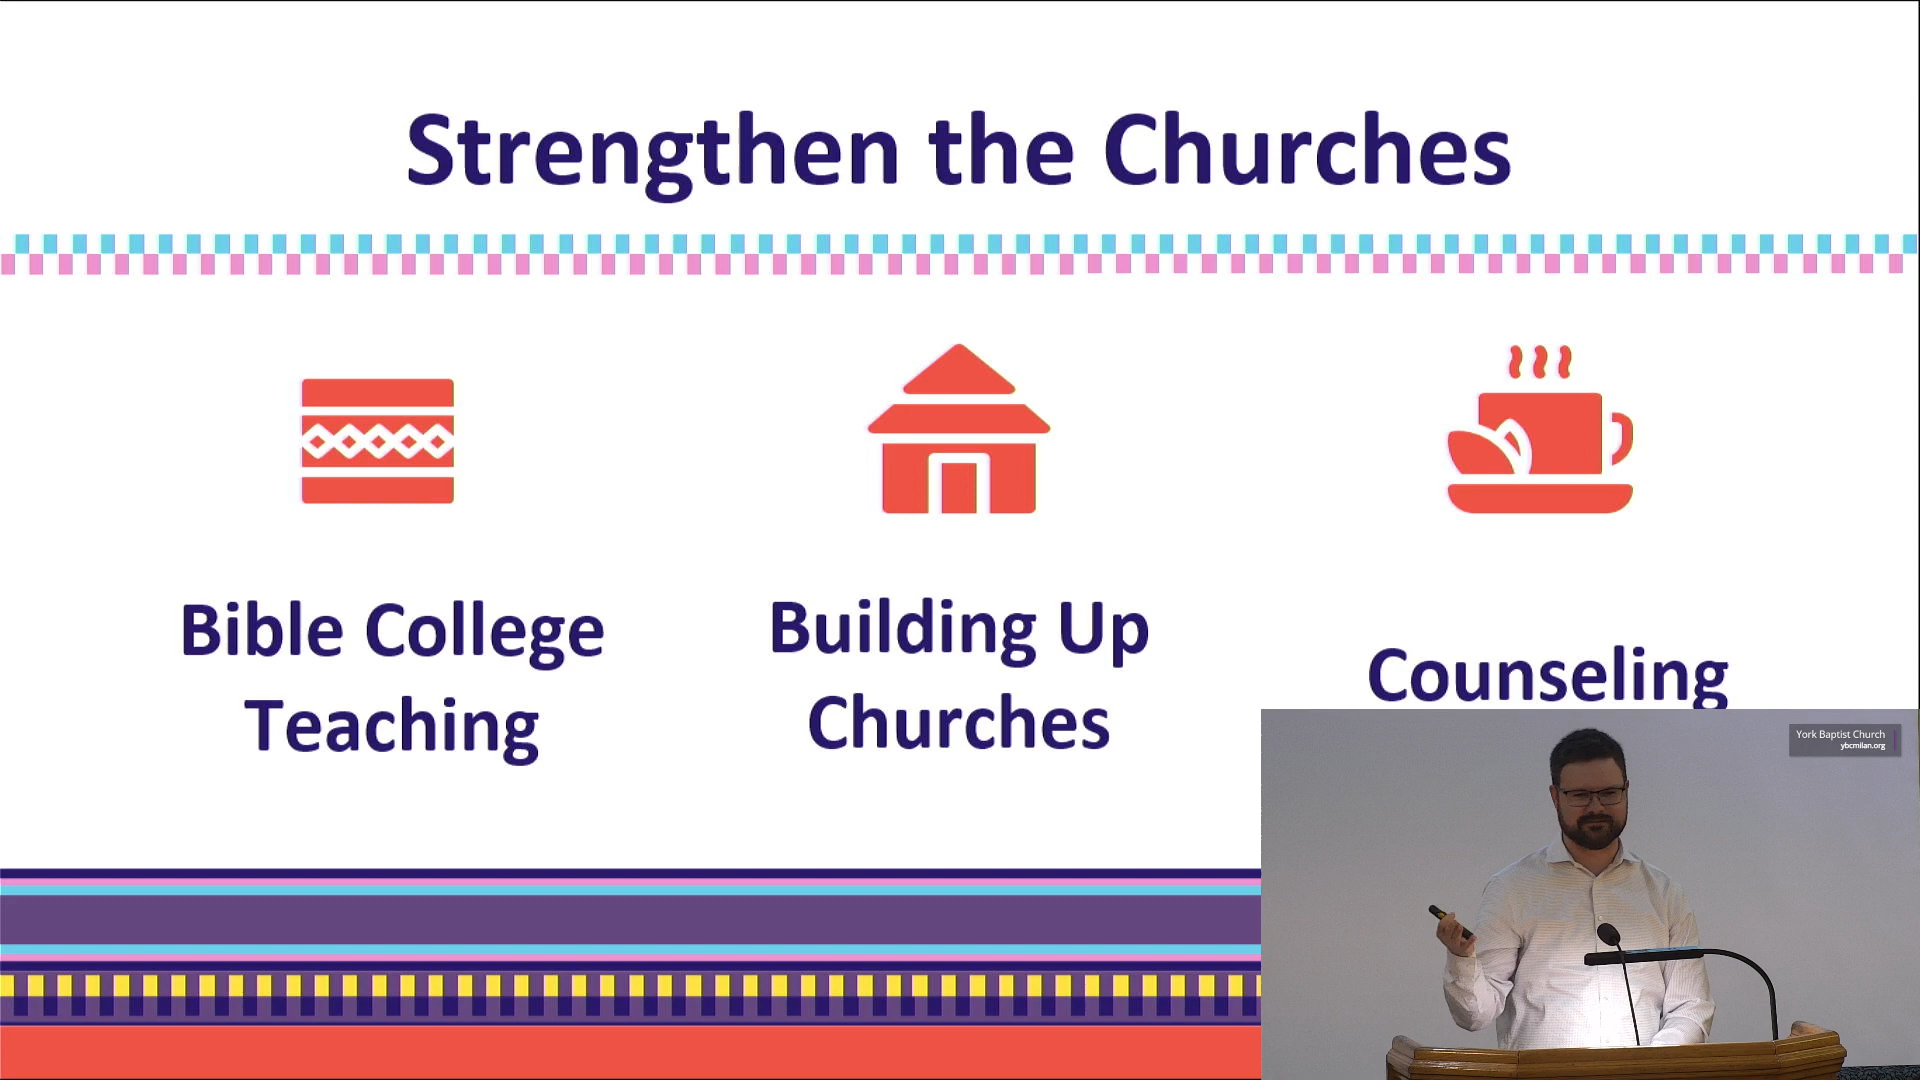 Strengthen the Churches
Bible College
Teaching
Building Up
Churches
Counseling
York Baptist Church
ybcmilan.org